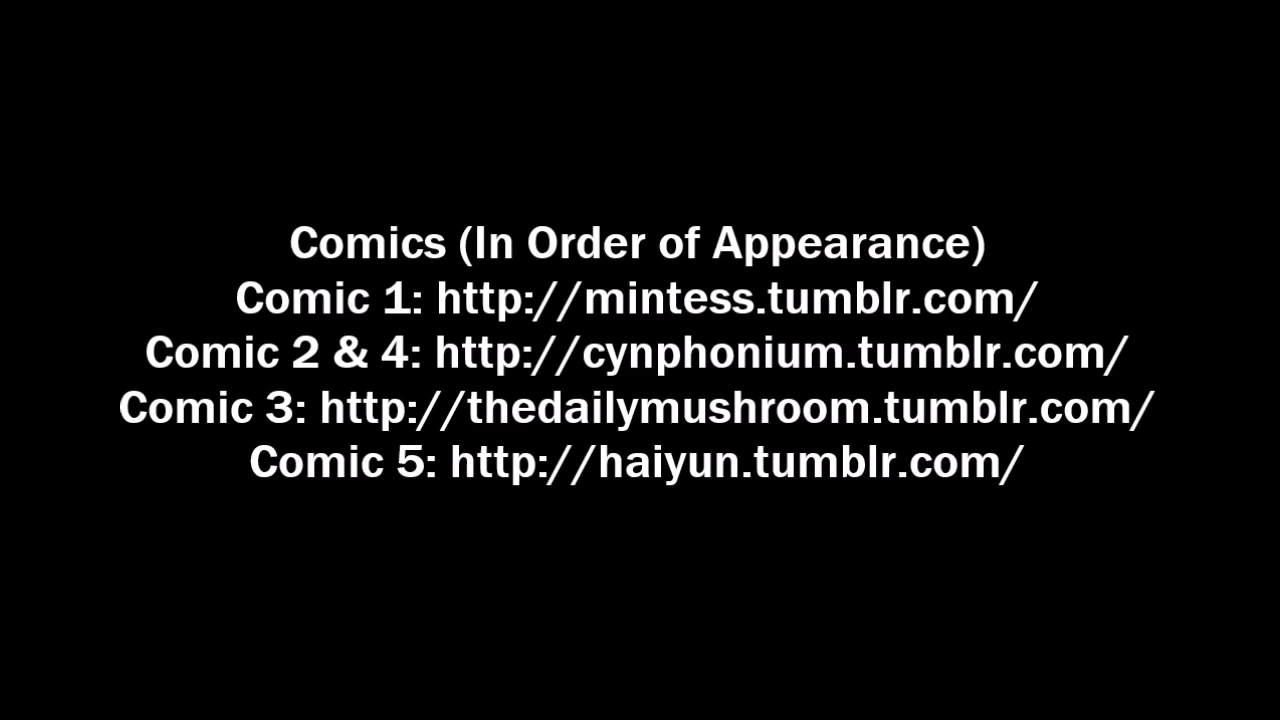 Comics (In Order of Appearance)
Comic 1: http://mintess.tumblr.com/
Comic 2 & 4: http://cynphonium.tumblr.com/
Comic 3: http://thedailymushroom.tumblr.com/
Comic 5: http://haiyun.tumblr.com/